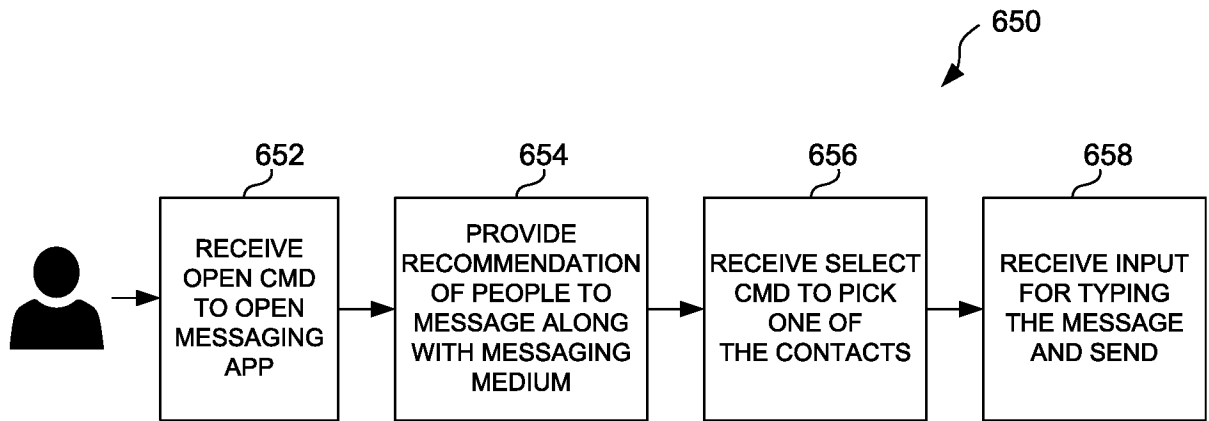 650
652
654
656
658
RECEIVE
OPEN CMD
TO OPEN
MESSAGING
APP
PROVIDE
RECOMMENDATION
OF PEOPLE TO
MESSAGE ALONG
WITH MESSAGING
MEDIUM
RECEIVE SELECT
CMD TO PICK
ONE OF
THE CONTACTS
RECEIVE INPUT
FOR TYPING
THE MESSAGE
AND SEND